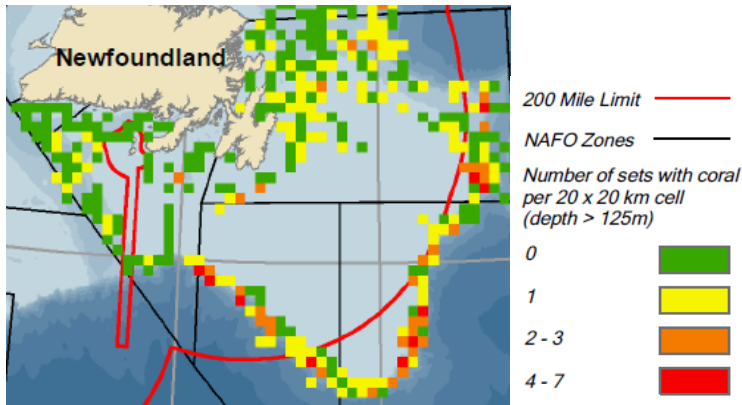 Newfoundland
200 Mile Limit
NAFO Zones
Number of sets with coral
per 20 x 20 km cell
(depth > 125m)
0
1
2 - 3
4 - 7